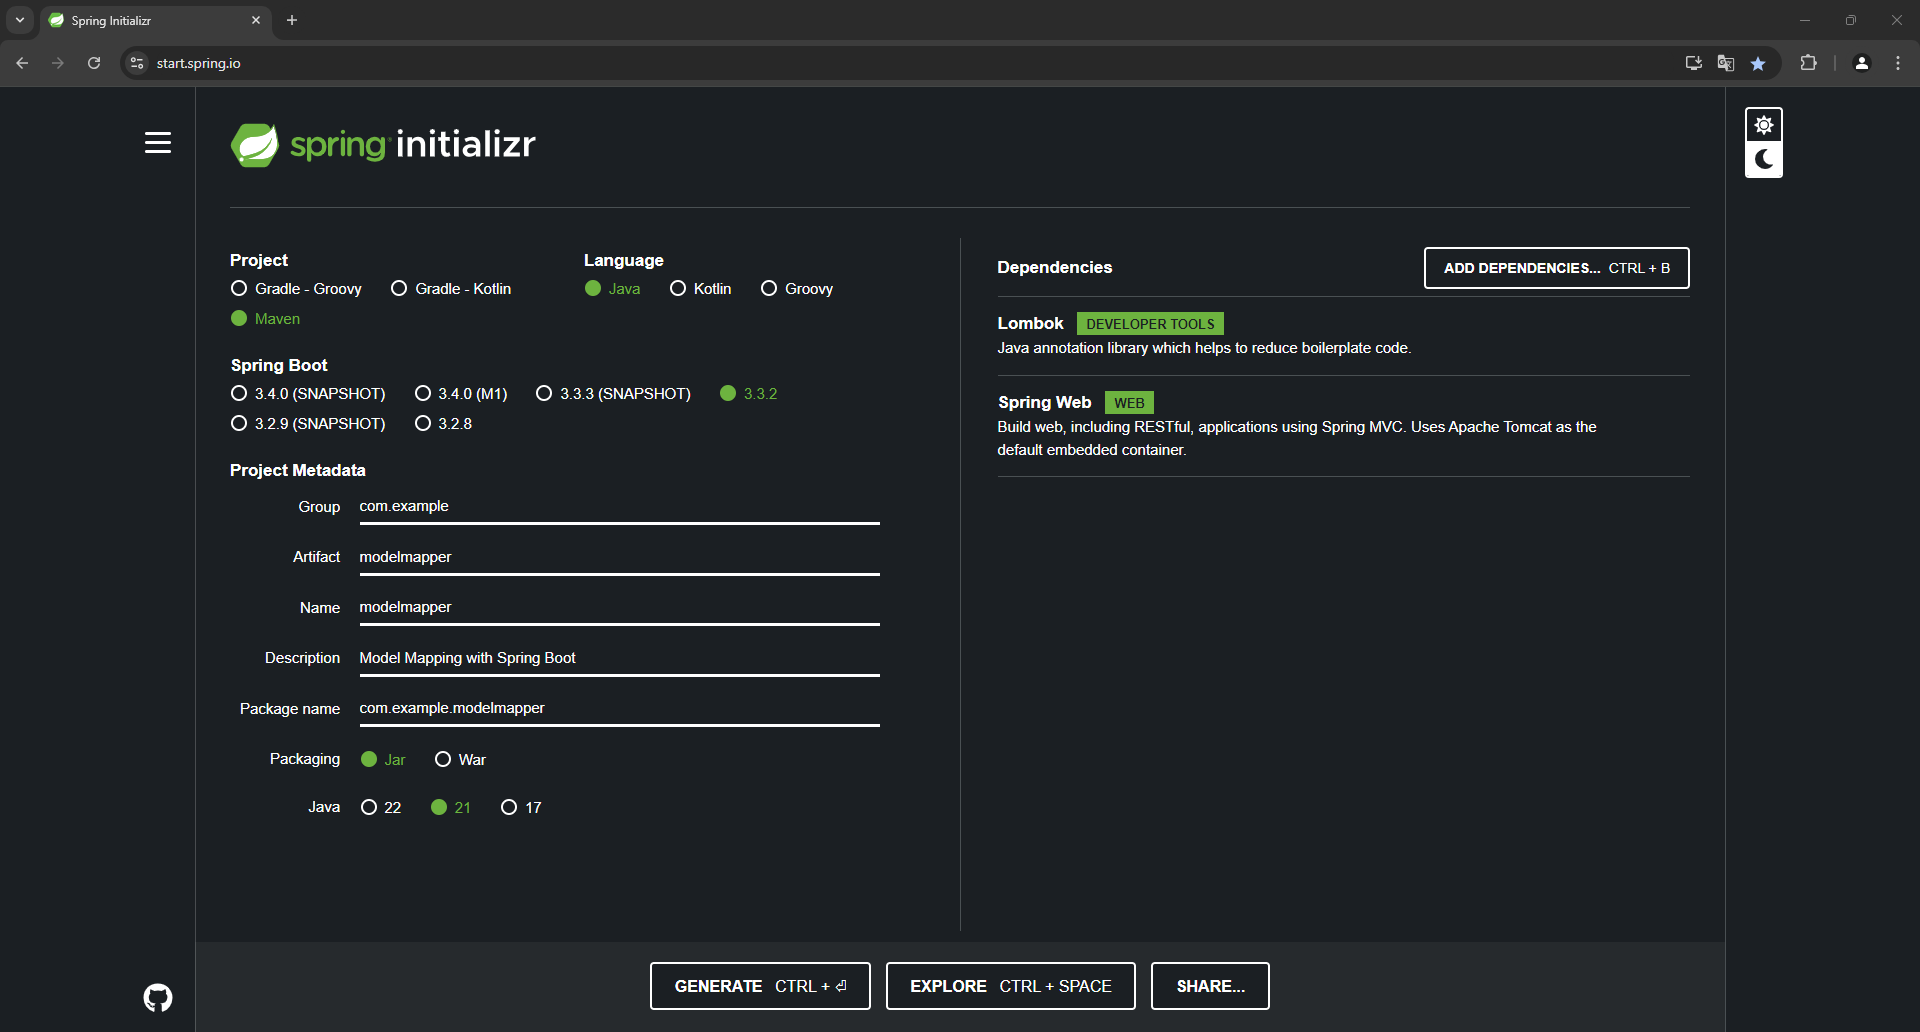 Spring Initializr
start.spring.io
spring initializr
Project
Gradle - Groovy
Gradle - Kotlin
Maven
Language
Java
Kotlin
Groovy
Spring Boot
3.4.0 (SNAPSHOT)
3.4.0 (M1)
3.3.3 (SNAPSHOT)
3.3.2
3.2.9 (SNAPSHOT)
3.2.8
Project Metadata
Group com.example
Artifact modelmapper
Name modelmapper
Description Model Mapping with Spring Boot
Package name com.example.modelmapper
Packaging Jar War
Java 22 21 17
Dependencies
ADD DEPENDENCIES... CTRL + B
Lombok DEVELOPER TOOLS
Java annotation library which helps to reduce boilerplate code.
Spring Web WEB
Build web, including RESTful, applications using Spring MVC. Uses Apache Tomcat as the
default embedded container.
GENERATE CTRL + ⏎
EXPLORE CTRL + SPACE
SHARE...